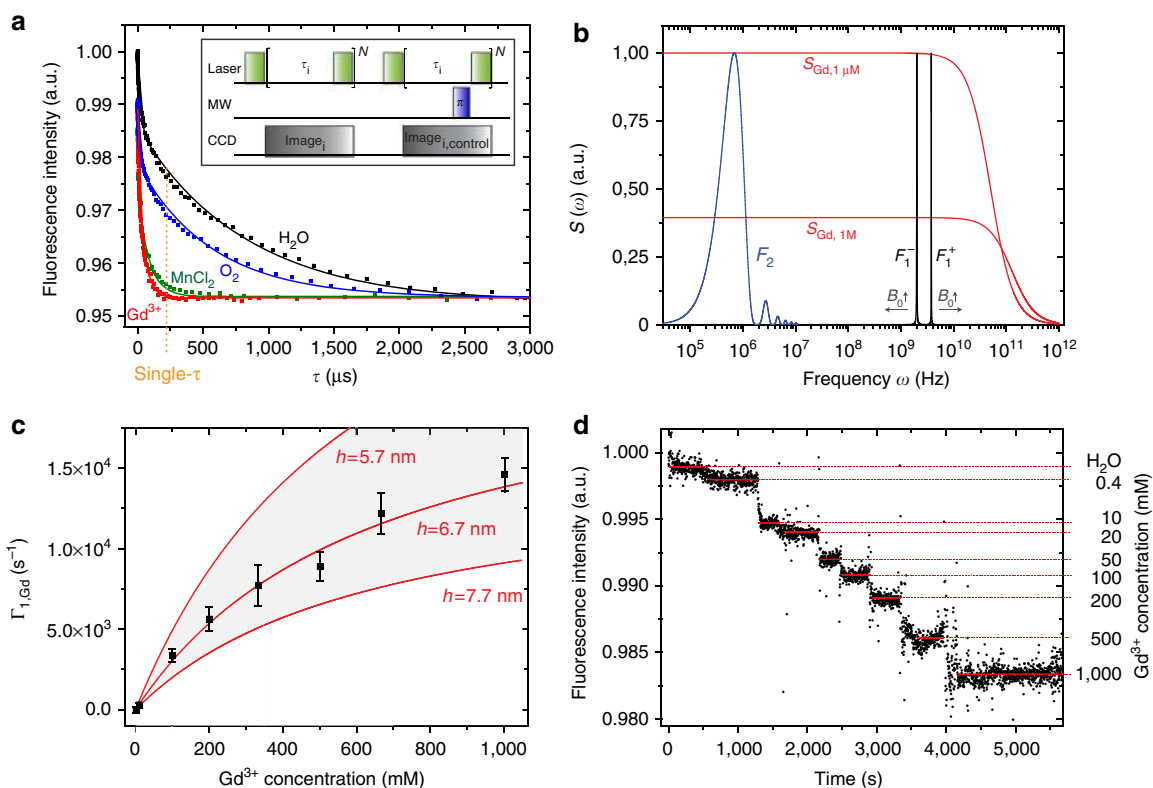 a
Fluorescence intensity (a.u.)
1.00
0.99
0.98
0.97
0.96
0.95
0
500
1,000
1,500
2,000
2,500
3,000
τ (μs)
Single-τ
H₂O
O₂
MnCl₂
Gd³⁺
Laser
τᵢ
N
τᵢ
N
MW
π
CCD
Imageᵢ
Imageᵢ,control
b
S (ω) (a.u.)
1,00
0,75
0,50
0,25
0
10⁵ 10⁶ 10⁷ 10⁸ 10⁹ 10¹⁰ 10¹¹ 10¹²
Frequency ω (Hz)
S_Gd,1 μM
S_Gd, 1M
F₂
F₁⁻
F₁⁺
B₀↑
B₀↑
c
Γ₁,Gd (s⁻¹)
1.5×10⁴
1.0×10⁴
5.0×10³
0.0
0 200 400 600 800 1,000
Gd³⁺ concentration (mM)
h=5.7 nm
h=6.7 nm
h=7.7 nm
d
Fluorescence intensity (a.u.)
1.000
0.995
0.990
0.985
0.980
0 1,000 2,000 3,000 4,000 5,000
Time (s)
H₂O
0.4
10
20
50
100
200
500
1,000
Gd³⁺ concentration (mM)